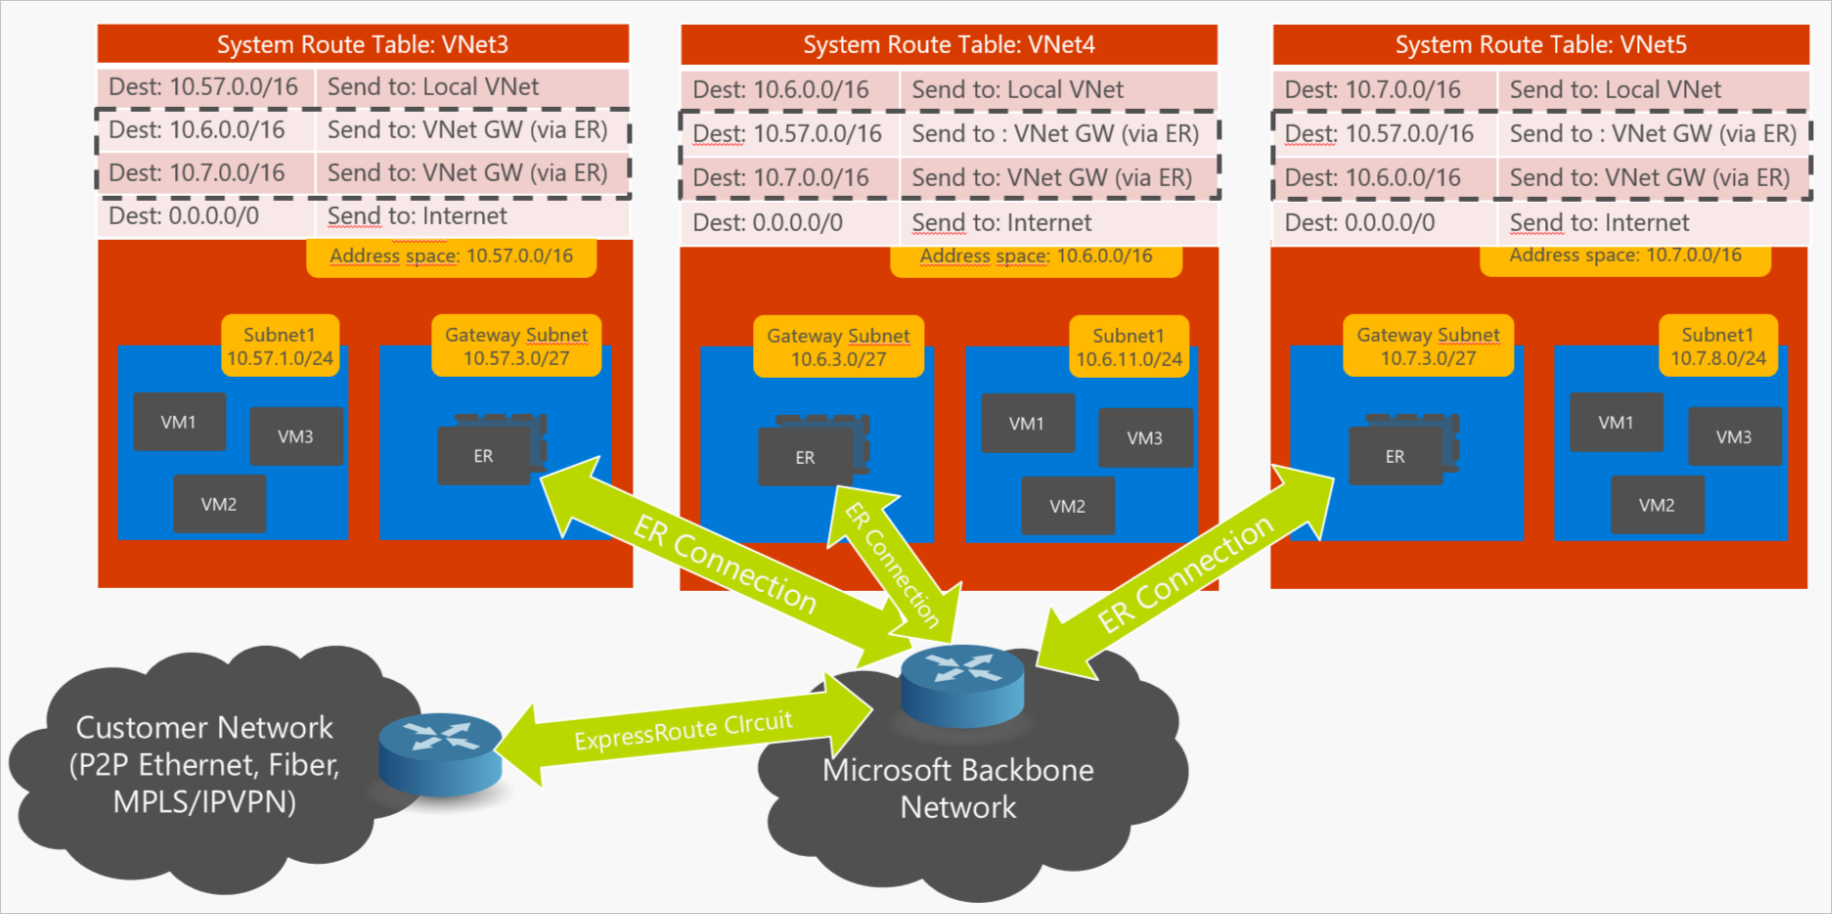 System Route Table: VNet3
Dest: 10.57.0.0/16 Send to: Local VNet
Dest: 10.6.0.0/16 Send to: VNet GW (via ER)
Dest: 10.7.0.0/16 Send to: VNet GW (via ER)
Dest: 0.0.0.0/0 Send to: Internet
Address space: 10.57.0.0/16
Subnet1
10.57.1.0/24
VM1
VM3
VM2
Gateway Subnet
10.57.3.0/27
ER
System Route Table: VNet4
Dest: 10.6.0.0/16 Send to: Local VNet
Dest: 10.57.0.0/16 Send to : VNet GW (via ER)
Dest: 10.7.0.0/16 Send to: VNet GW (via ER)
Dest: 0.0.0.0/0 Send to: Internet
Address space: 10.6.0.0/16
Gateway Subnet
10.6.3.0/27
ER
Subnet1
10.6.11.0/24
VM1
VM3
VM2
System Route Table: VNet5
Dest: 10.7.0.0/16 Send to: Local VNet
Dest: 10.57.0.0/16 Send to : VNet GW (via ER)
Dest: 10.6.0.0/16 Send to: VNet GW (via ER)
Dest: 0.0.0.0/0 Send to: Internet
Address space: 10.7.0.0/16
Gateway Subnet
10.7.3.0/27
ER
Subnet1
10.7.8.0/24
VM1
VM3
VM2
ER Connection
ER Connection
ER Connection
Customer Network
(P2P Ethernet, Fiber,
MPLS/IPVPN)
ExpressRoute CIrcuit
Microsoft Backbone
Network